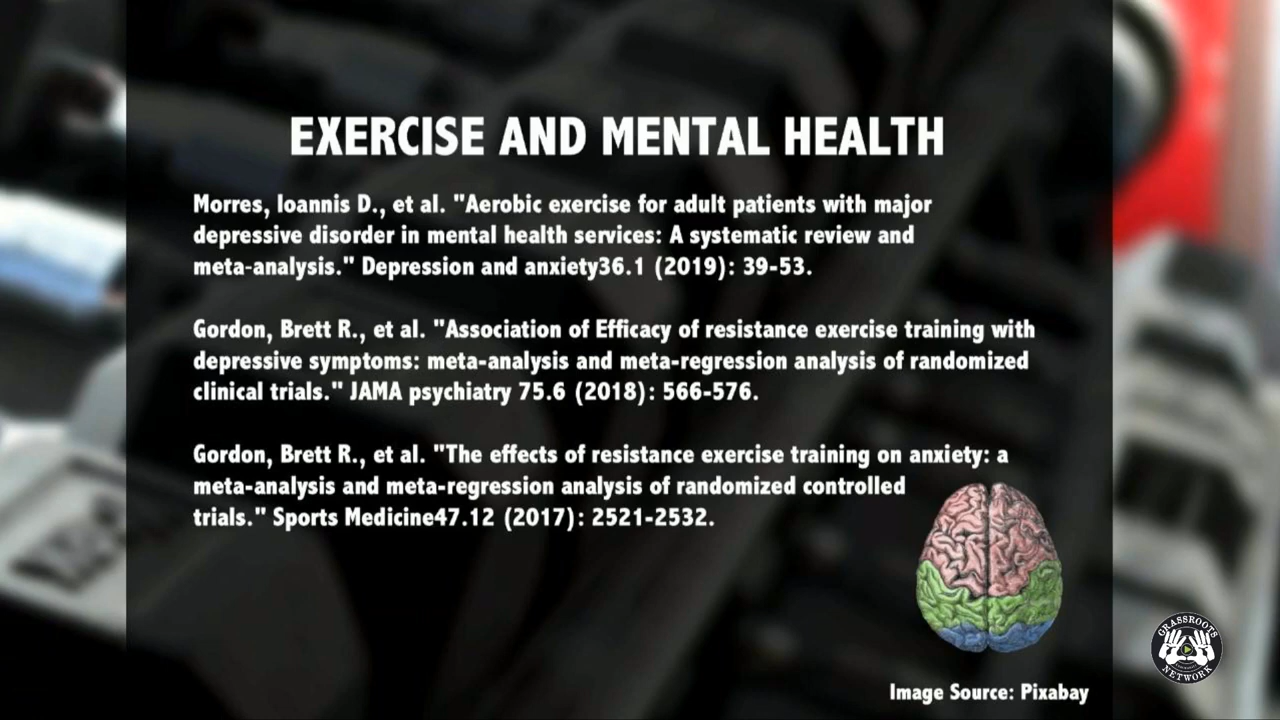 EXERCISE AND MENTAL HEALTH
Morres, Ioannis D., et al. "Aerobic exercise for adult patients with major
depressive disorder in mental health services: A systematic review and
meta-analysis." Depression and anxiety36.1 (2019): 39-53.
Gordon, Brett R., et al. "Association of Efficacy of resistance exercise training with
depressive symptoms: meta-analysis and meta-regression analysis of randomized
clinical trials." JAMA psychiatry 75.6 (2018): 566-576.
Gordon, Brett R., et al. "The effects of resistance exercise training on anxiety: a
meta-analysis and meta-regression analysis of randomized controlled
trials." Sports Medicine47.12 (2017): 2521-2532.
GRASSROOTS
NETWORK
Image Source: Pixabay